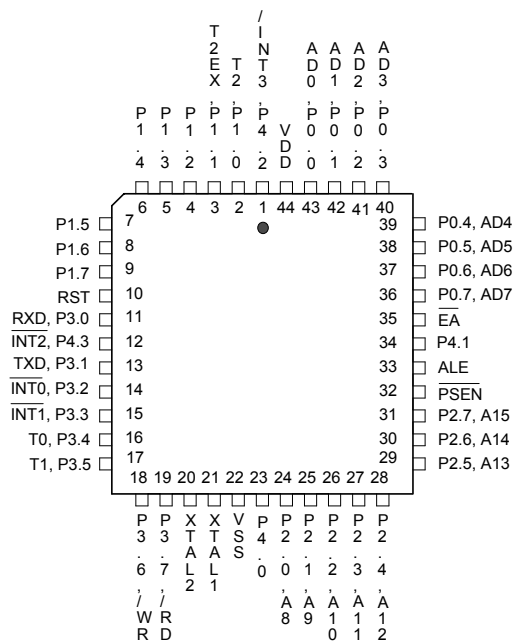 P1.4
P1.3
P1.2
T2EX,P1.1
T2,P1.0
/INT3,P4.2
VDD
AD0,P0.0
AD1,P0.1
AD2,P0.2
AD3,P0.3
6 5 4 3 2 1 44 43 42 41 40
P1.5 7
P1.6 8
P1.7 9
RST 10
RXD, P3.0 11
INT2, P4.3 12
TXD, P3.1 13
INT0, P3.2 14
INT1, P3.3 15
T0, P3.4 16
T1, P3.5 17
39 P0.4, AD4
38 P0.5, AD5
37 P0.6, AD6
36 P0.7, AD7
35 EA
34 P4.1
33 ALE
32 PSEN
31 P2.7, A15
30 P2.6, A14
29 P2.5, A13
18 19 20 21 22 23 24 25 26 27 28
P3.6,/WR
P3.7,/RD
XTAL2
XTAL1
VSS
P4.0
P2.0,A8
P2.1,A9
P2.2,A10
P2.3,A11
P2.4,A12